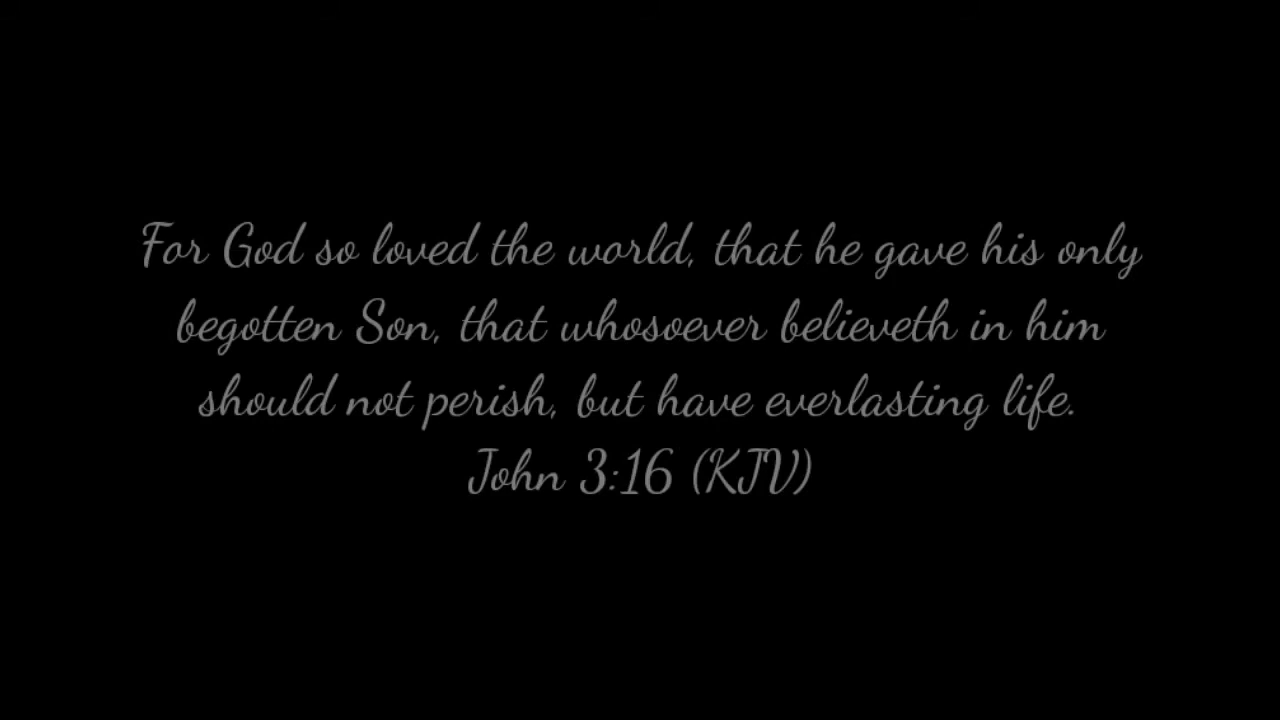 For God so loved the world, that he gave his only
begotten Son, that whosoever believeth in him
should not perish, but have everlasting life.
John 3:16 (KJV)